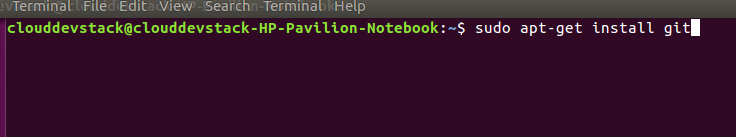 Terminal File Edit View Search Terminal Help
clouddevstack@clouddevstack-HP-Pavilion-Notebook:~$ sudo apt-get install git